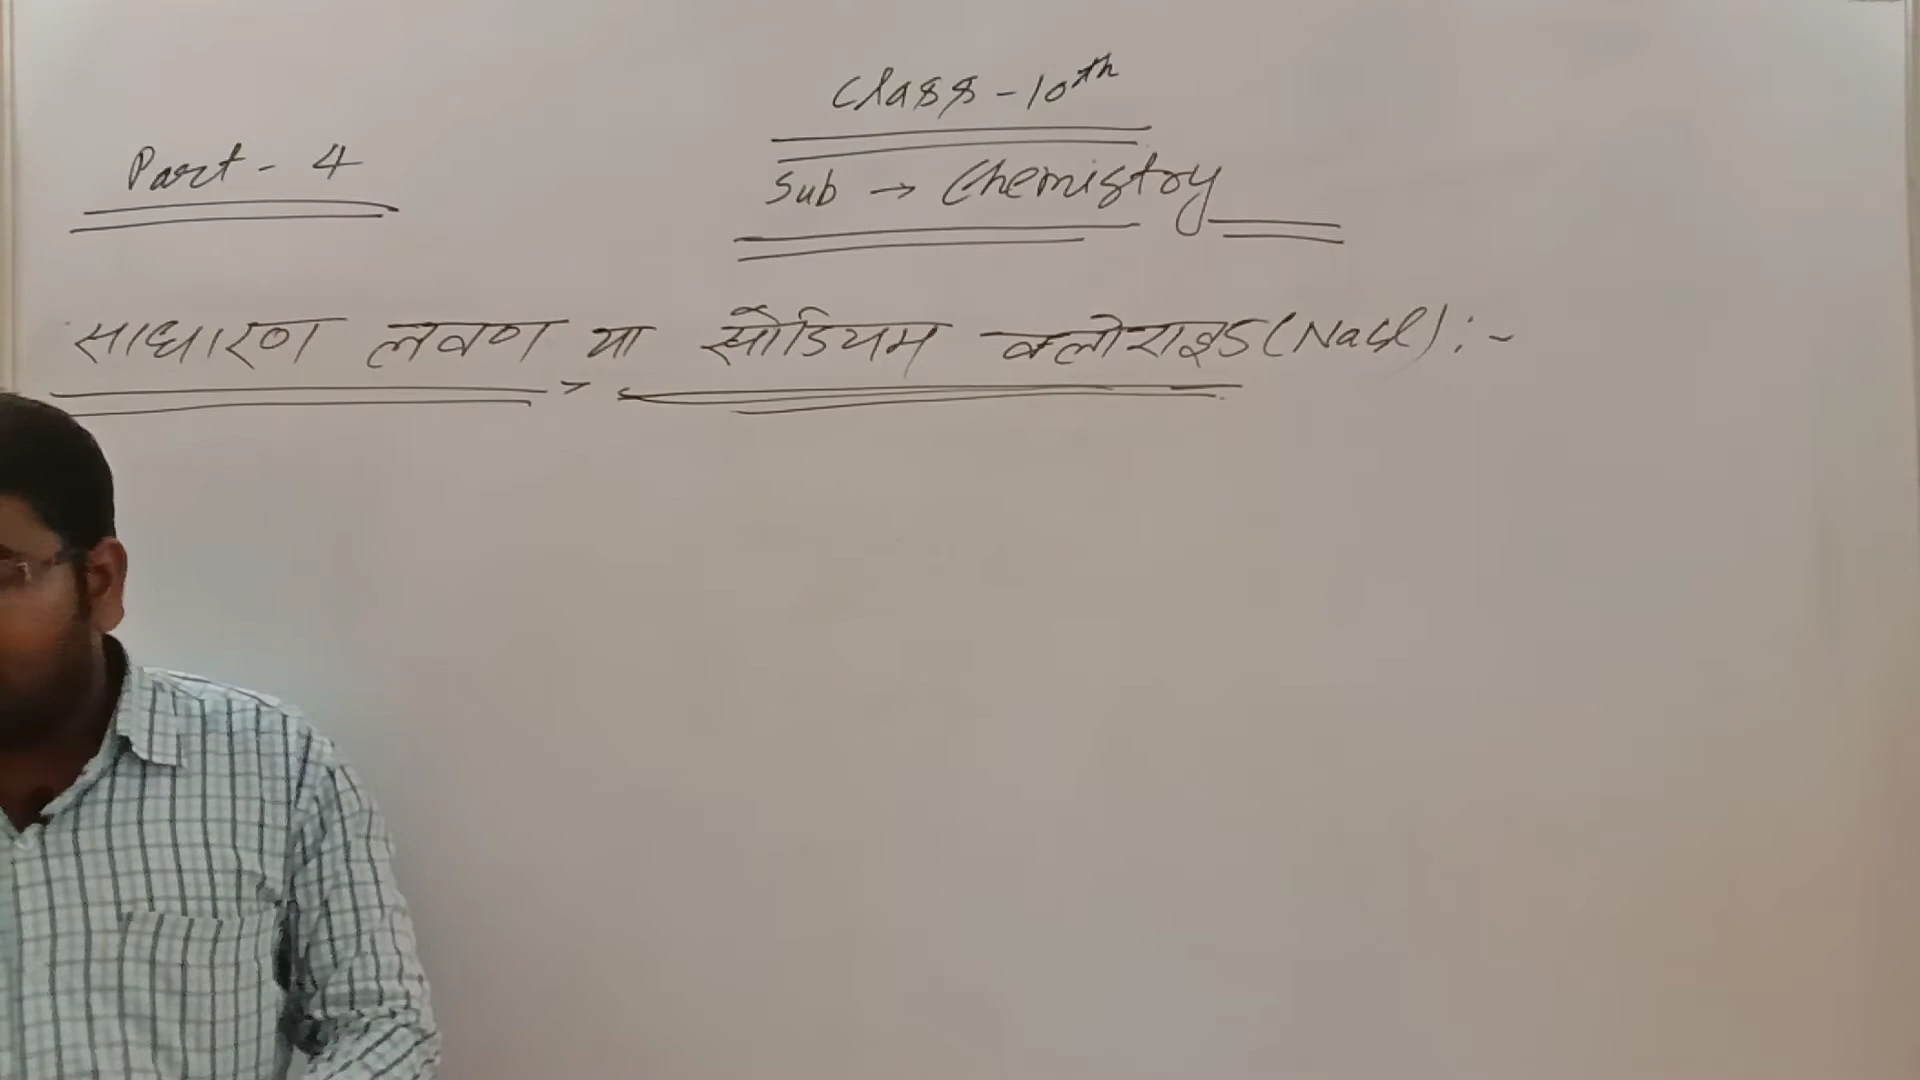 Class - 10th
Part - 4
Sub → Chemistry
साधारण लवण या सोडियम क्लोराइड (NaCl) :-